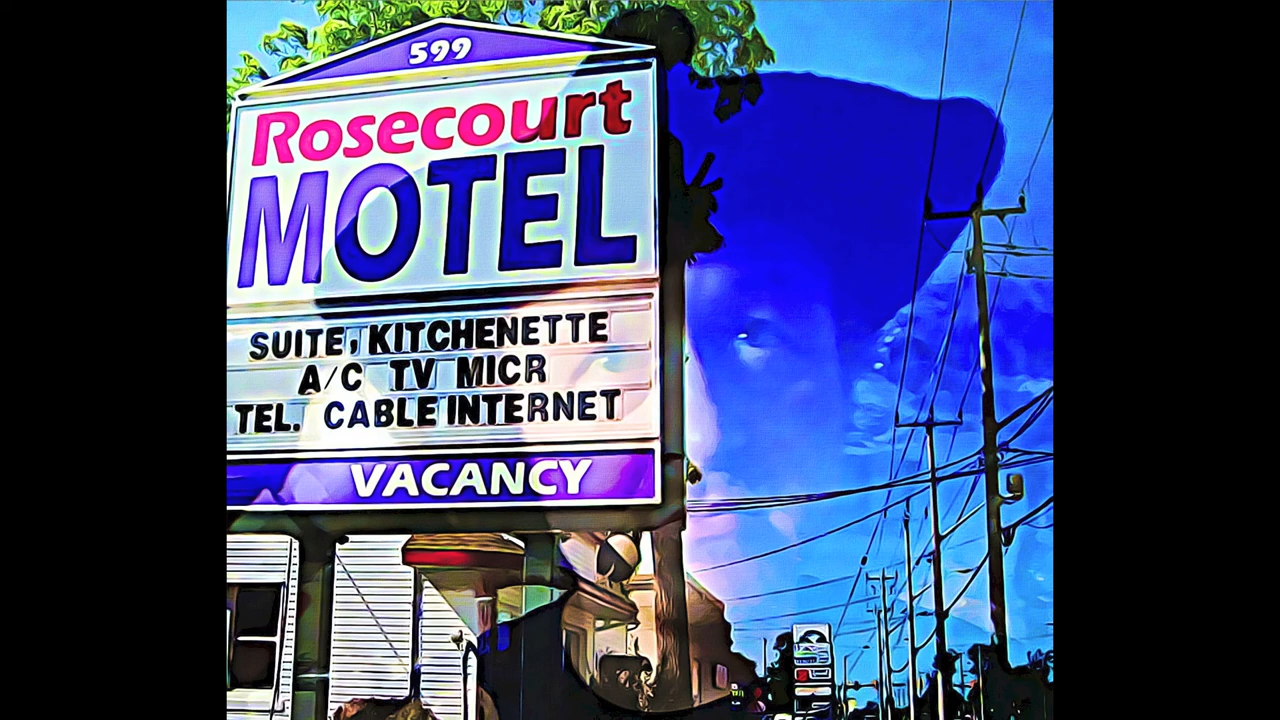 599
Rosecourt
MOTEL
SUITE, KITCHENETTE
A/C TV MICR
TEL. CABLE INTERNET
VACANCY